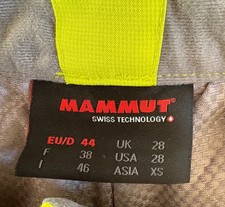 MAMMUT
SWISS TECHNOLOGY
EU/D 44 UK 28
F 38 USA 28
I 46 ASIA XS